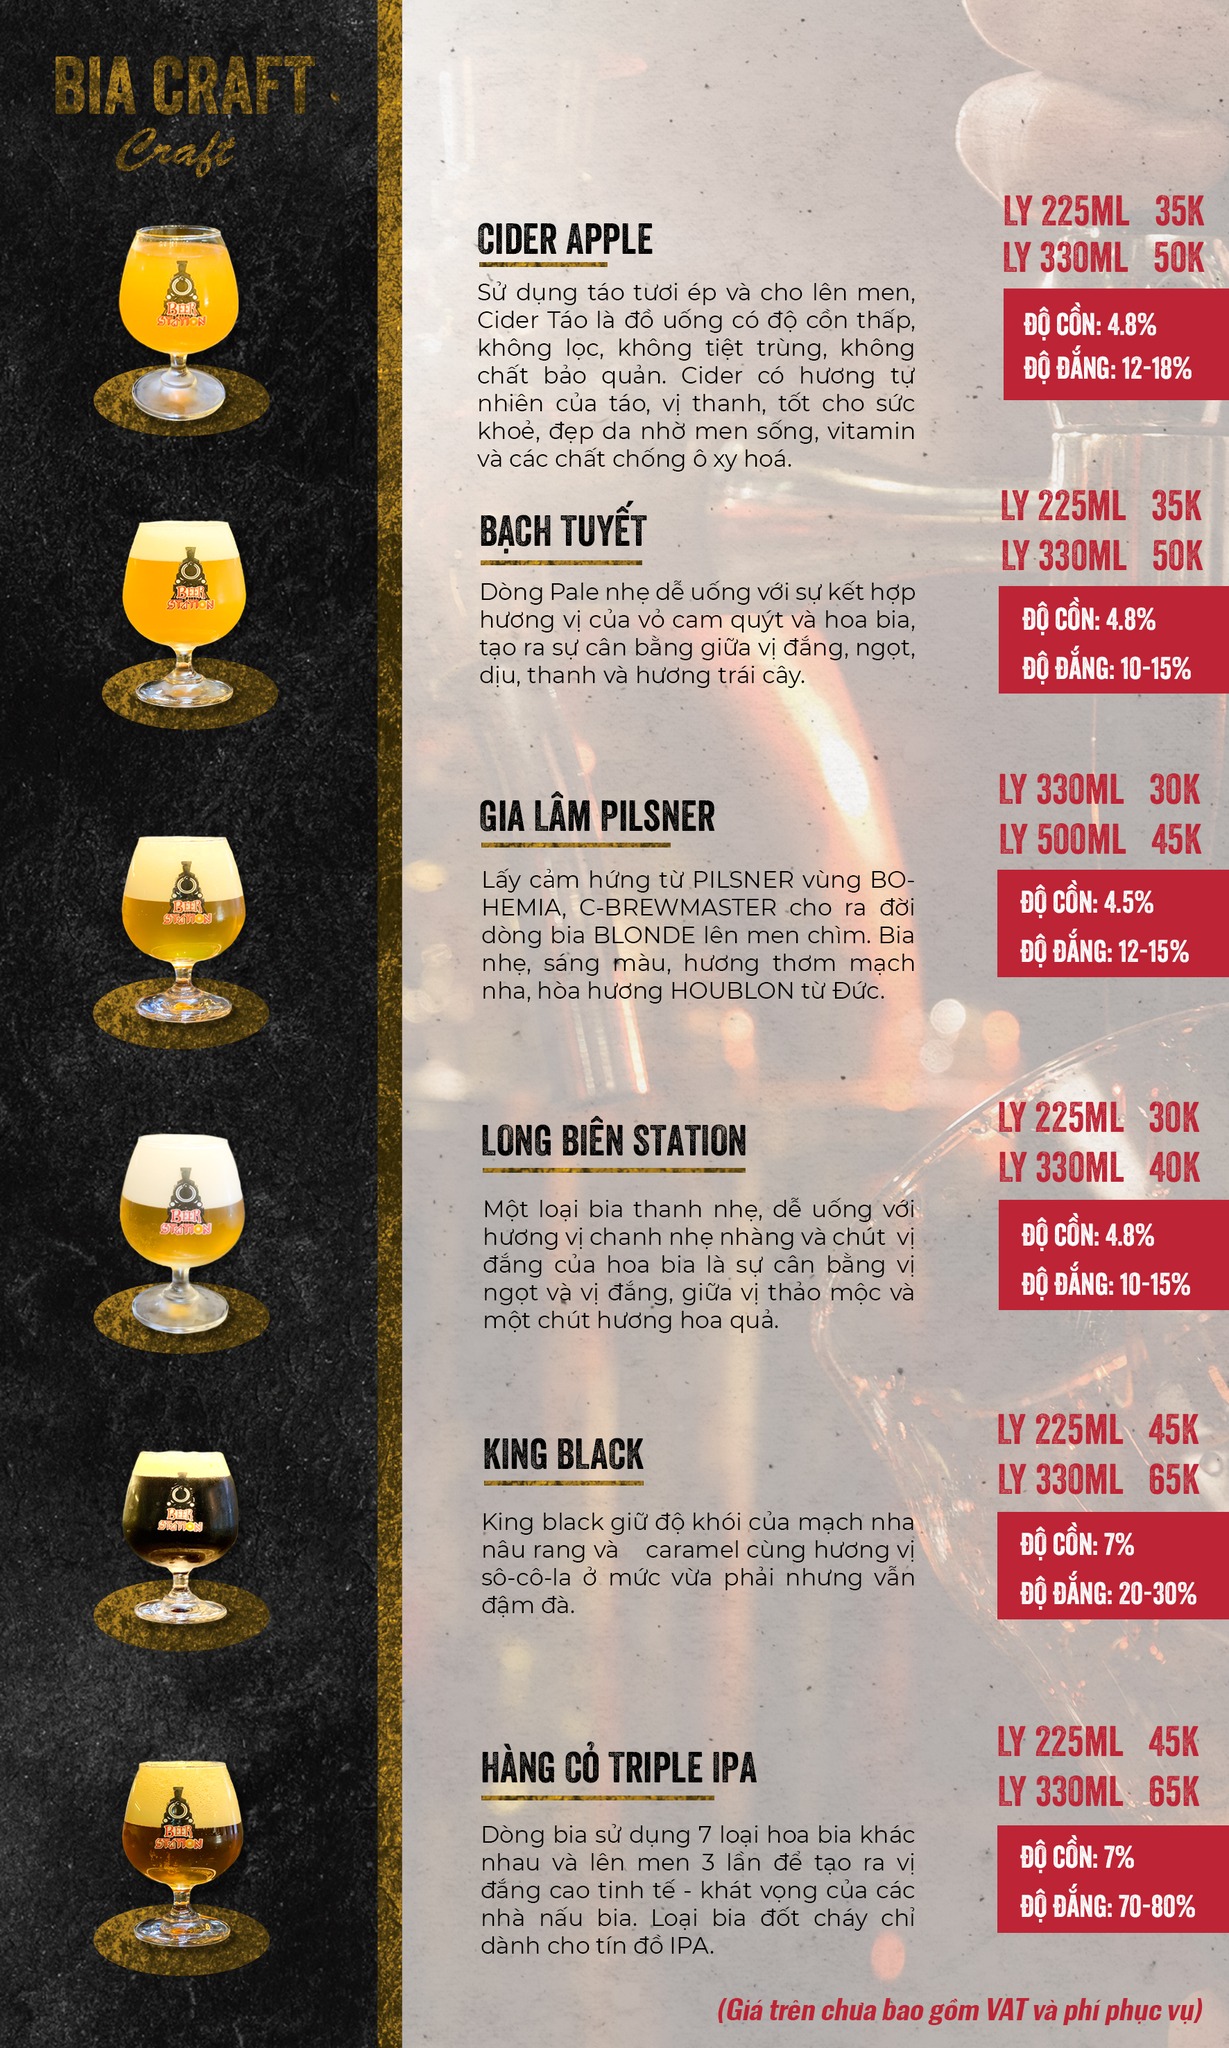 BIA CRAFT
Craft
CIDER APPLE
LY 225ML 35K
LY 330ML 50K
ĐỘ CỒN: 4.8%
ĐỘ ĐẮNG: 12-18%
Sử dụng táo tươi ép và cho lên men,
Cider Táo là đồ uống có độ cồn thấp,
không lọc, không tiệt trùng, không
chất bảo quản. Cider có hương tự
nhiên của táo, vị thanh, tốt cho sức
khoẻ, đẹp da nhờ men sống, vitamin
và các chất chống ô xy hoá.
BEER
STATION
BẠCH TUYẾT
LY 225ML 35K
LY 330ML 50K
ĐỘ CỒN: 4.8%
ĐỘ ĐẮNG: 10-15%
Dòng Pale nhẹ dễ uống với sự kết hợp
hương vị của vỏ cam quýt và hoa bia,
tạo ra sự cân bằng giữa vị đắng, ngọt,
dịu, thanh và hương trái cây.
BEER
STATION
GIA LÂM PILSNER
LY 330ML 30K
LY 500ML 45K
ĐỘ CỒN: 4.5%
ĐỘ ĐẮNG: 12-15%
Lấy cảm hứng từ PILSNER vùng BO-
HEMIA, C-BREWMASTER cho ra đời
dòng bia BLONDE lên men chìm. Bia
nhẹ, sáng màu, hương thơm mạch
nha, hòa hương HOUBLON từ Đức.
BEER
STATION
LONG BIÊN STATION
LY 225ML 30K
LY 330ML 40K
ĐỘ CỒN: 4.8%
ĐỘ ĐẮNG: 10-15%
Một loại bia thanh nhẹ, dễ uống với
hương vị chanh nhẹ nhàng và chút vị
đắng của hoa bia là sự cân bằng vị
ngọt và vị đắng, giữa vị thảo mộc và
một chút hương hoa quả.
BEER
STATION
KING BLACK
LY 225ML 45K
LY 330ML 65K
ĐỘ CỒN: 7%
ĐỘ ĐẮNG: 20-30%
King black giữ độ khói của mạch nha
nâu rang và caramel cùng hương vị
sô-cô-la ở mức vừa phải nhưng vẫn
đậm đà.
BEER
STATION
HÀNG CỎ TRIPLE IPA
LY 225ML 45K
LY 330ML 65K
ĐỘ CỒN: 7%
ĐỘ ĐẮNG: 70-80%
Dòng bia sử dụng 7 loại hoa bia khác
nhau và lên men 3 lần để tạo ra vị
đắng cao tinh tế - khát vọng của các
nhà nấu bia. Loại bia đốt cháy chỉ
dành cho tín đồ IPA.
BEER
STATION
(Giá trên chưa bao gồm VAT và phí phục vụ)